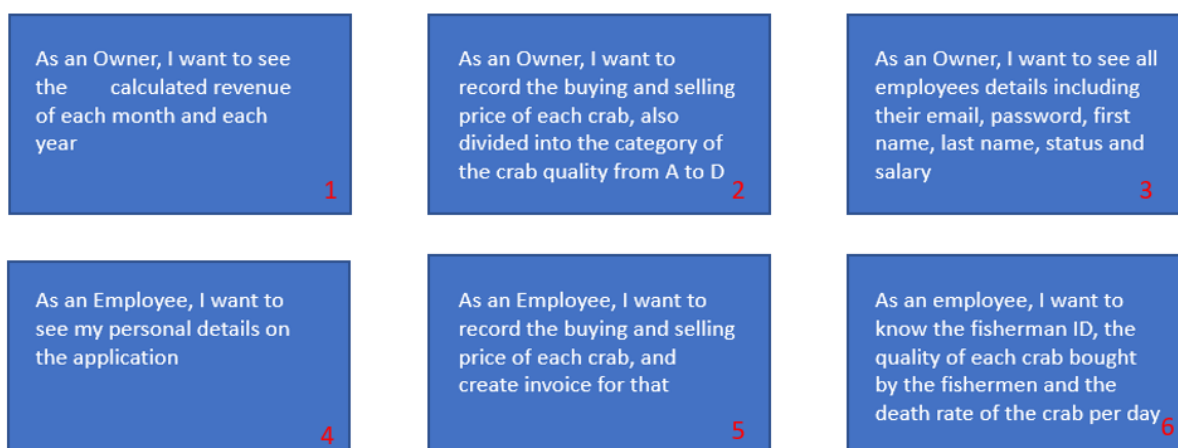 As an Owner, I want to see
the calculated revenue
of each month and each
year
1
As an Owner, I want to
record the buying and selling
price of each crab, also
divided into the category of
the crab quality from A to D
2
As an Owner, I want to see all
employees details including
their email, password, first
name, last name, status and
salary
3
As an Employee, I want to
see my personal details on
the application
4
As an Employee, I want to
record the buying and selling
price of each crab, and
create invoice for that
5
As an employee, I want to
know the fisherman ID, the
quality of each crab bought
by the fishermen and the
death rate of the crab per day
6